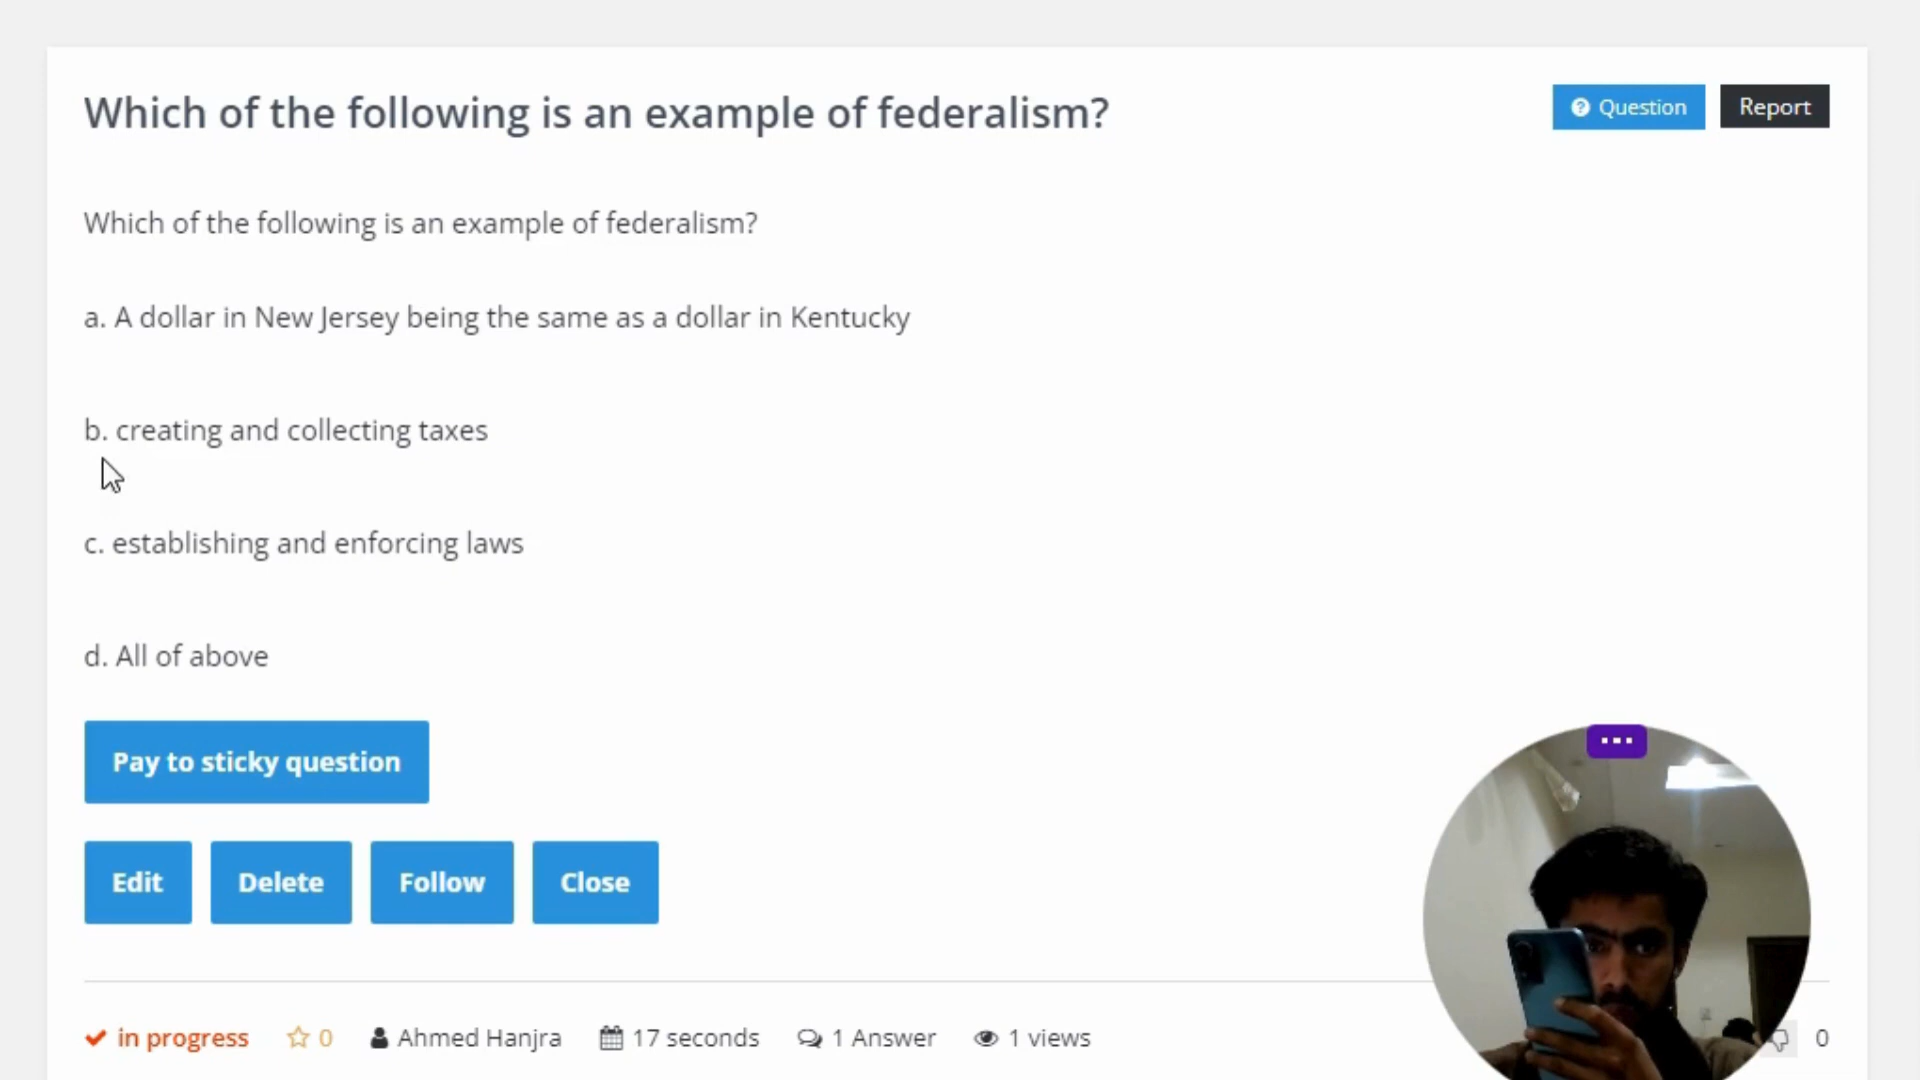 Which of the following is an example of federalism?
Question
Report
Which of the following is an example of federalism?
a. A dollar in New Jersey being the same as a dollar in Kentucky
b. creating and collecting taxes
c. establishing and enforcing laws
d. All of above
Pay to sticky question
Edit
Delete
Follow
Close
in progress
0
Ahmed Hanjra
17 seconds
1 Answer
1 views
0